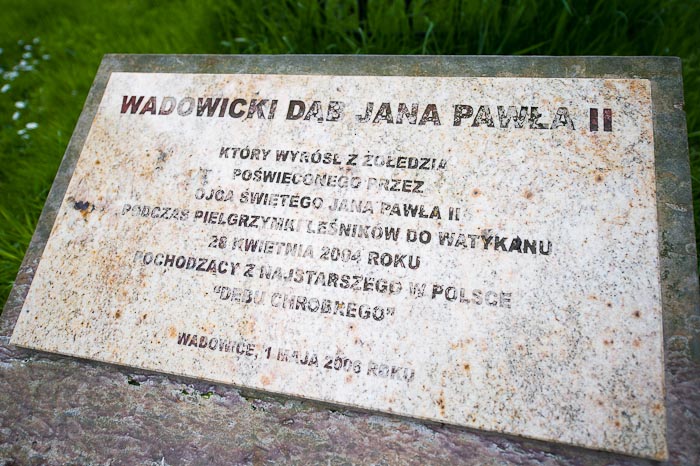 WADOWICKI DĄB JANA PAWŁA II
KTÓRY WYRÓSŁ Z ŻOŁĘDZIA
POŚWIĘCONEGO PRZEZ
OJCA ŚWIĘTEGO JANA PAWŁA II
PODCZAS PIELGRZYMKI LEŚNIKÓW DO WATYKANU
28 KWIETNIA 2004 ROKU
POCHODZĄCY Z NAJSTARSZEGO W POLSCE
"DĘBU CHROBREGO"
WADOWICE, 1 MAJA 2006 ROKU